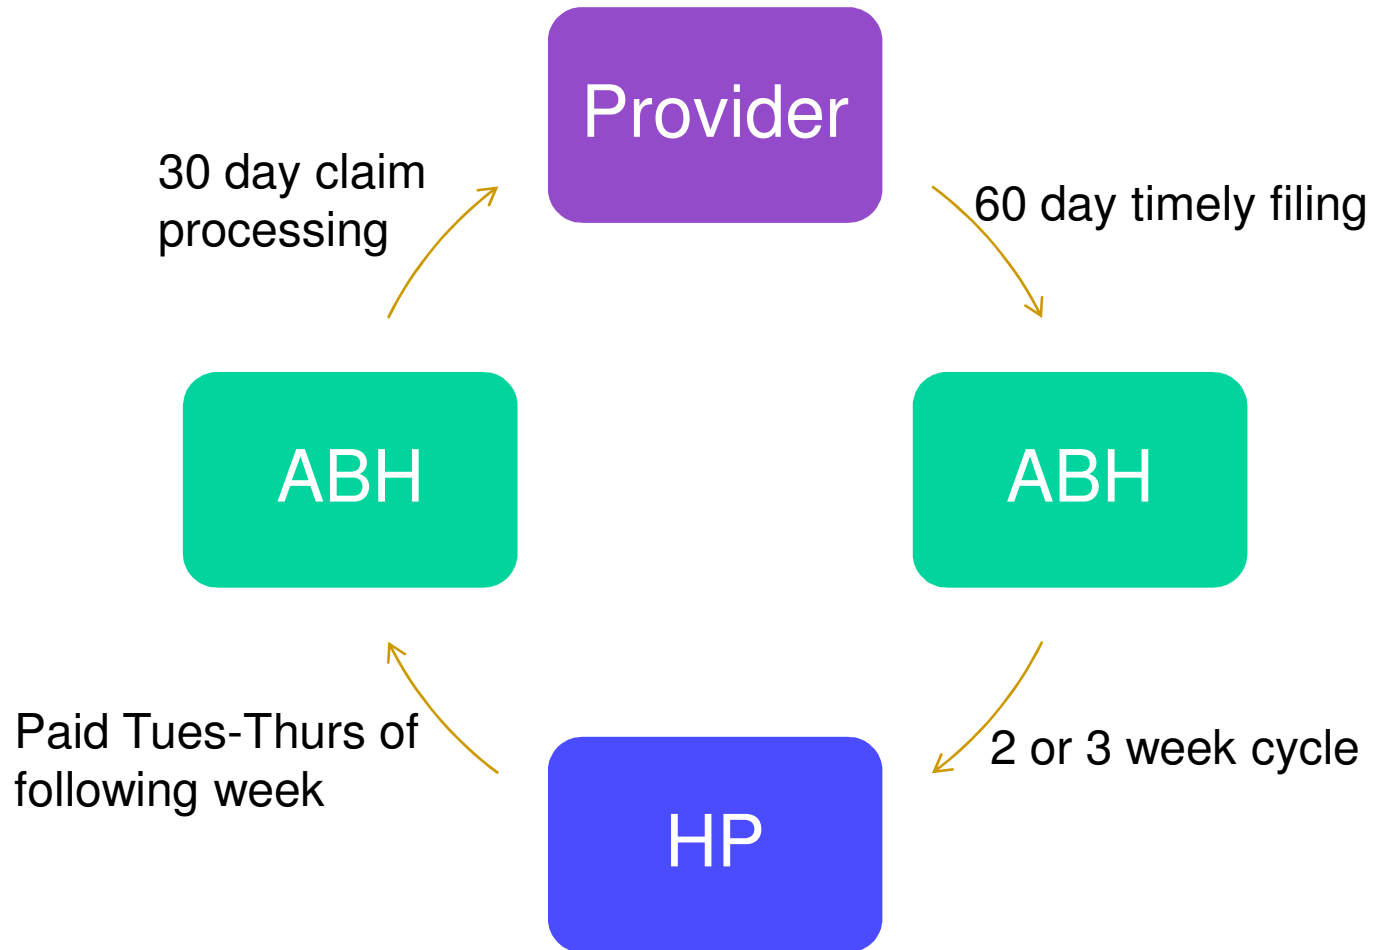 Provider
30 day claim
processing
60 day timely filing
ABH
ABH
Paid Tues-Thurs of
following week
2 or 3 week cycle
HP